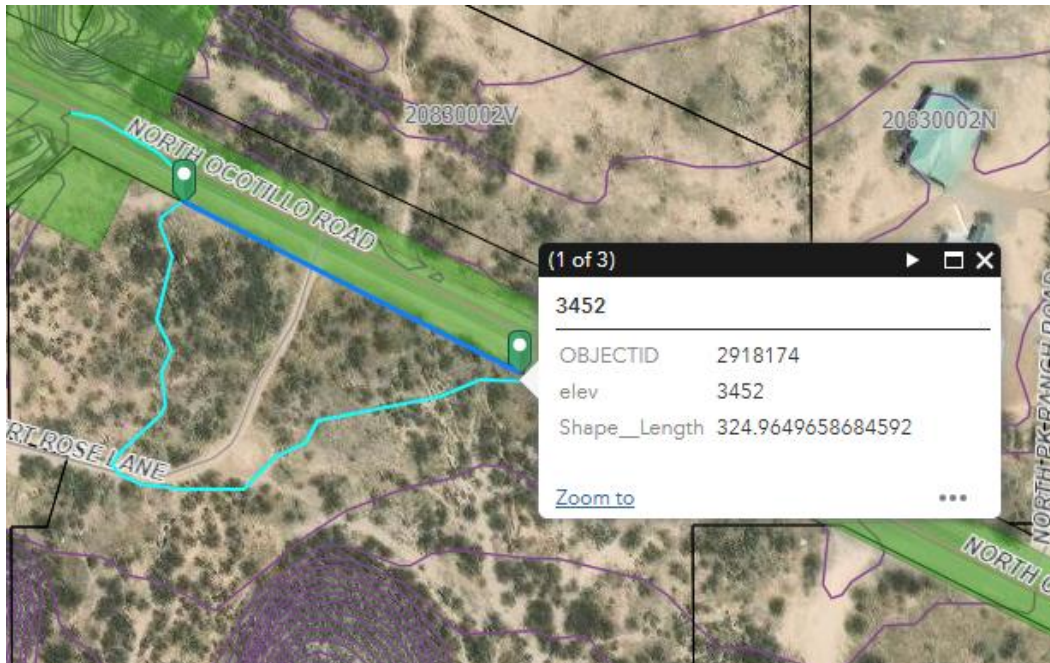 20830002V
20830002N
NORTH OCOTILLO ROAD
(1 of 3)
3452
OBJECTID 2918174
elev 3452
Shape__Length 324.9649658684592
Zoom to
RT ROSE LANE
NORTH PK RANCH ROAD
NORTH